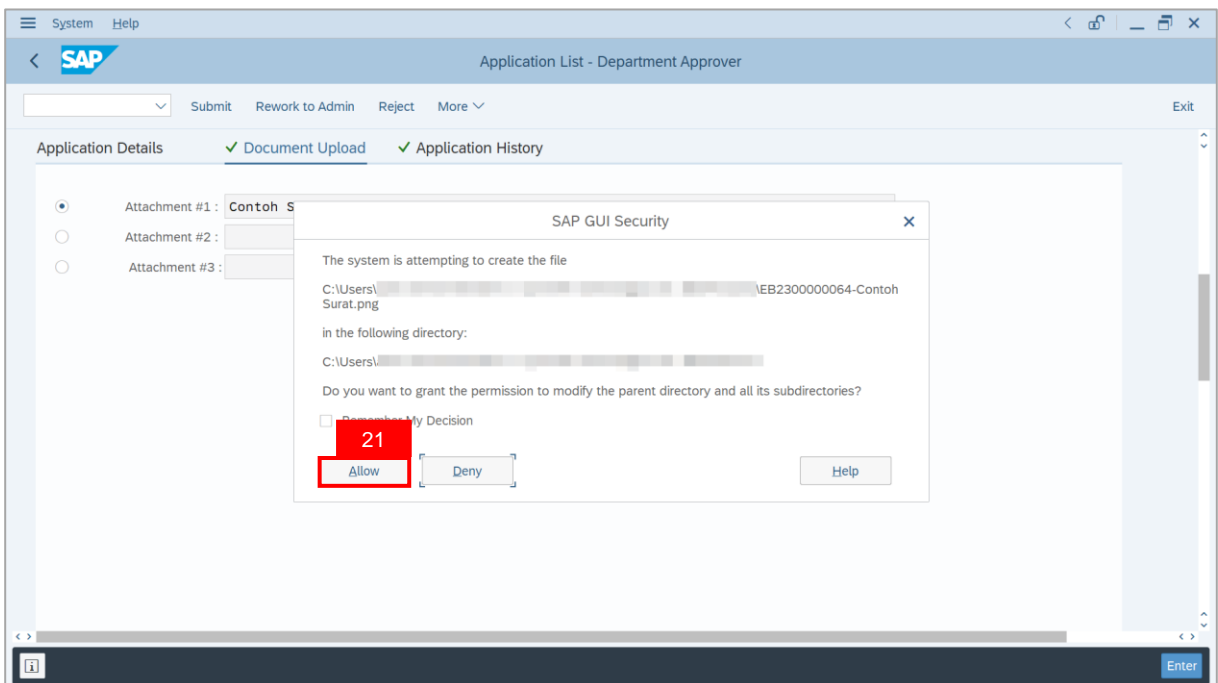 System Help
SAP
Application List - Department Approver
Submit Rework to Admin Reject More Exit
Application Details Document Upload Application History
Attachment #1 : Contoh S
Attachment #2 :
Attachment #3 :
SAP GUI Security
The system is attempting to create the file
C:\Users\ \EB2300000064-Contoh
Surat.png
in the following directory:
C:\Users\
Do you want to grant the permission to modify the parent directory and all its subdirectories?
Remember My Decision
21
Allow Deny Help
Enter